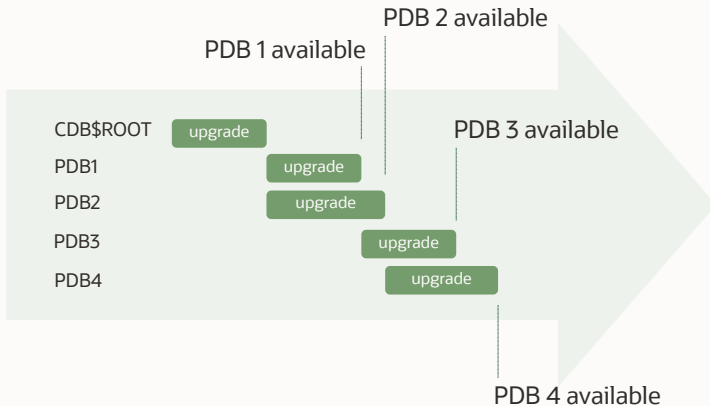 PDB 2 available
PDB 1 available
CDB$ROOT upgrade PDB 3 available
PDB1 upgrade
PDB2 upgrade
PDB3 upgrade
PDB4 upgrade
PDB 4 available